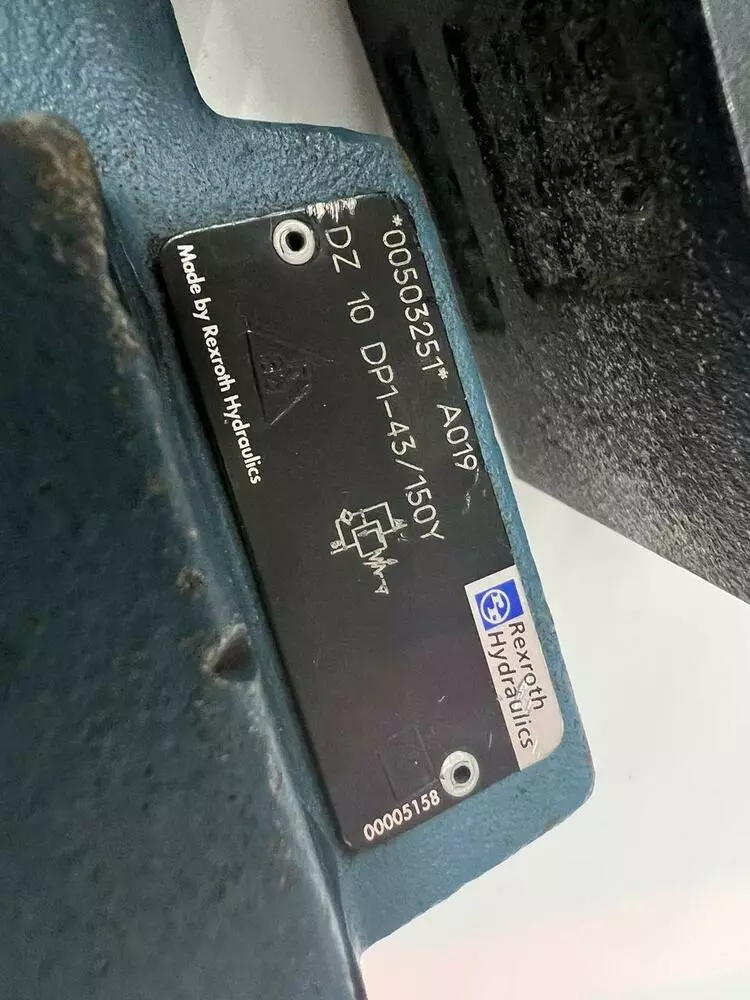 *00503251* A019
DZ 10 DP1-43/150Y
Made by Rexroth Hydraulics
Rexroth
Hydraulics
00005158